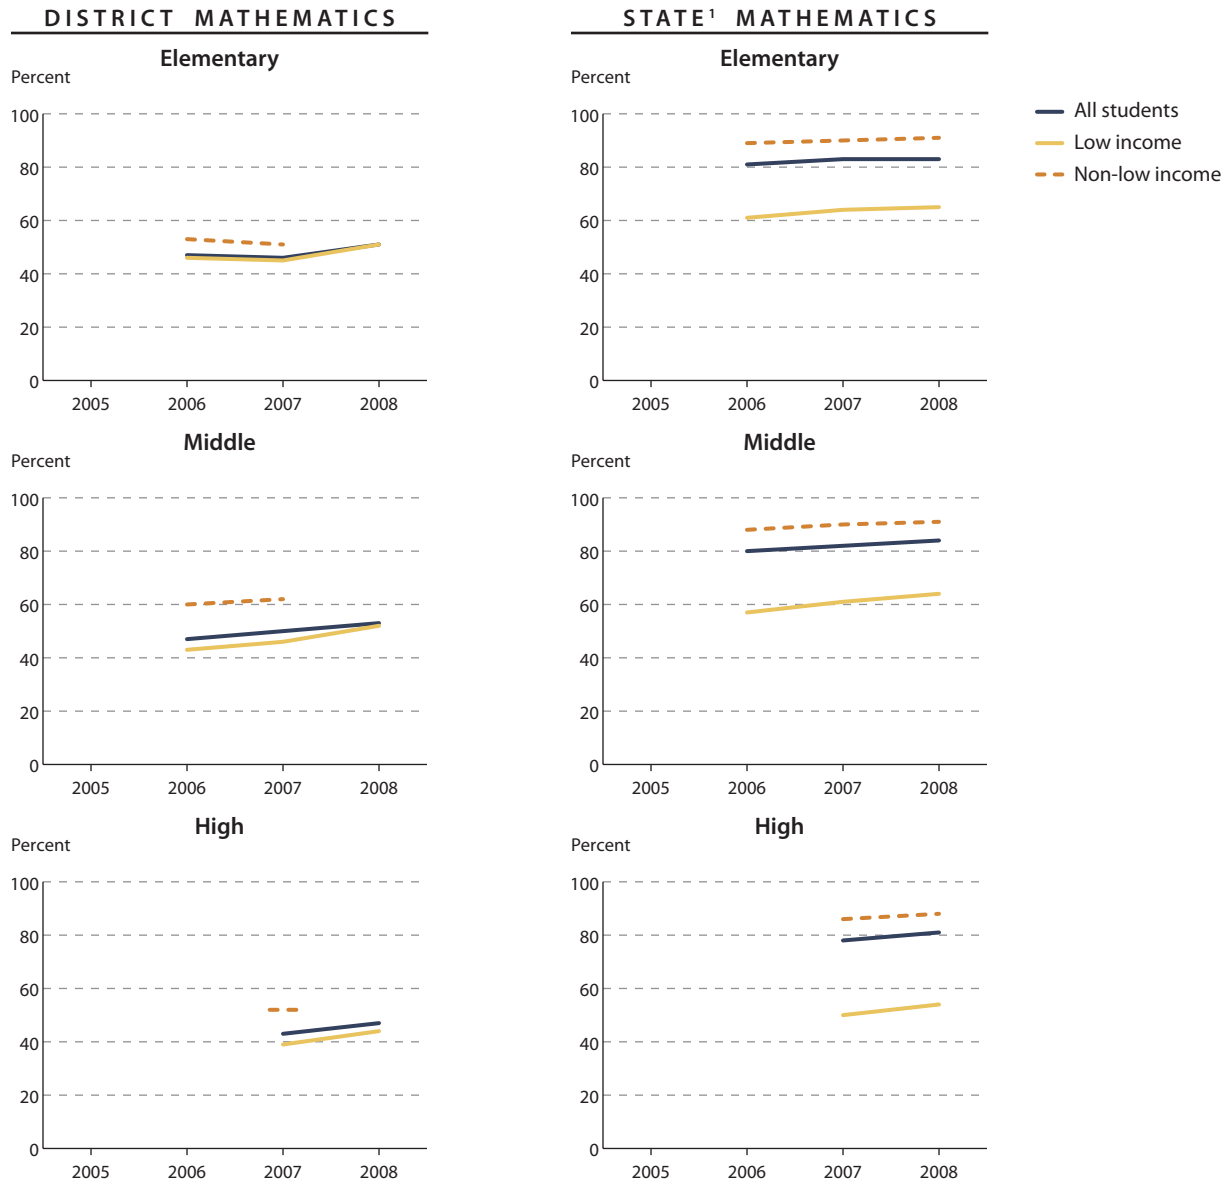 DISTRICT MATHEMATICS
Elementary
Percent
100
80
60
40
20
0
2005 2006 2007 2008
Middle
Percent
100
80
60
40
20
0
2005 2006 2007 2008
High
Percent
100
80
60
40
20
0
2005 2006 2007 2008
STATE¹ MATHEMATICS
Elementary
Percent
100
80
60
40
20
0
2005 2006 2007 2008
Middle
Percent
100
80
60
40
20
0
2005 2006 2007 2008
High
Percent
100
80
60
40
20
0
2005 2006 2007 2008
All students
Low income
Non-low income